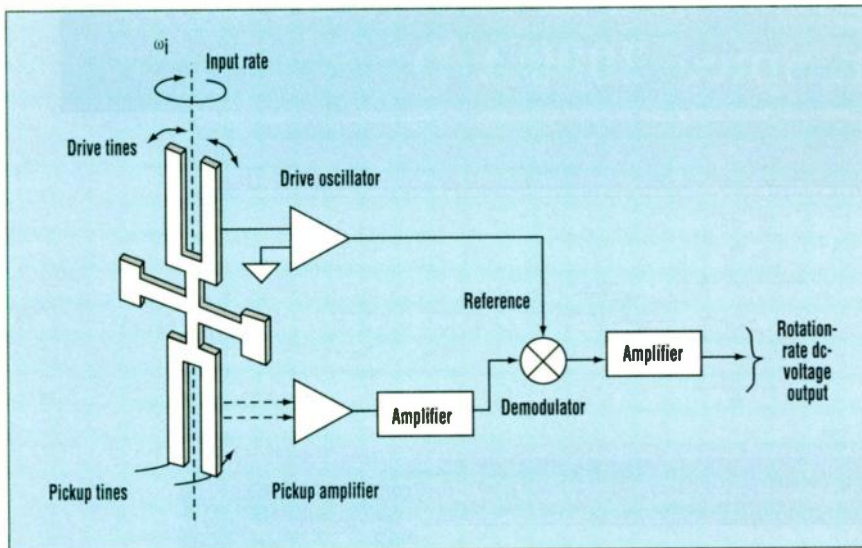 ωi
Input rate
Drive tines
Drive oscillator
Reference
Rotation-
rate dc-
voltage
output
Amplifier
Amplifier
Demodulator
Pickup tines
Pickup amplifier